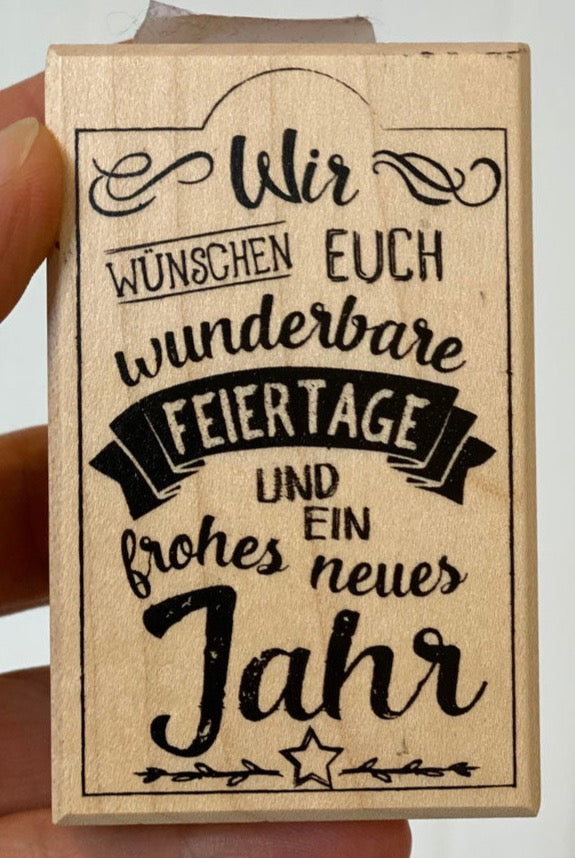 Wir
WÜNSCHEN EUCH
wunderbare
FEIERTAGE
UND
EIN
frohes neues
Jahr